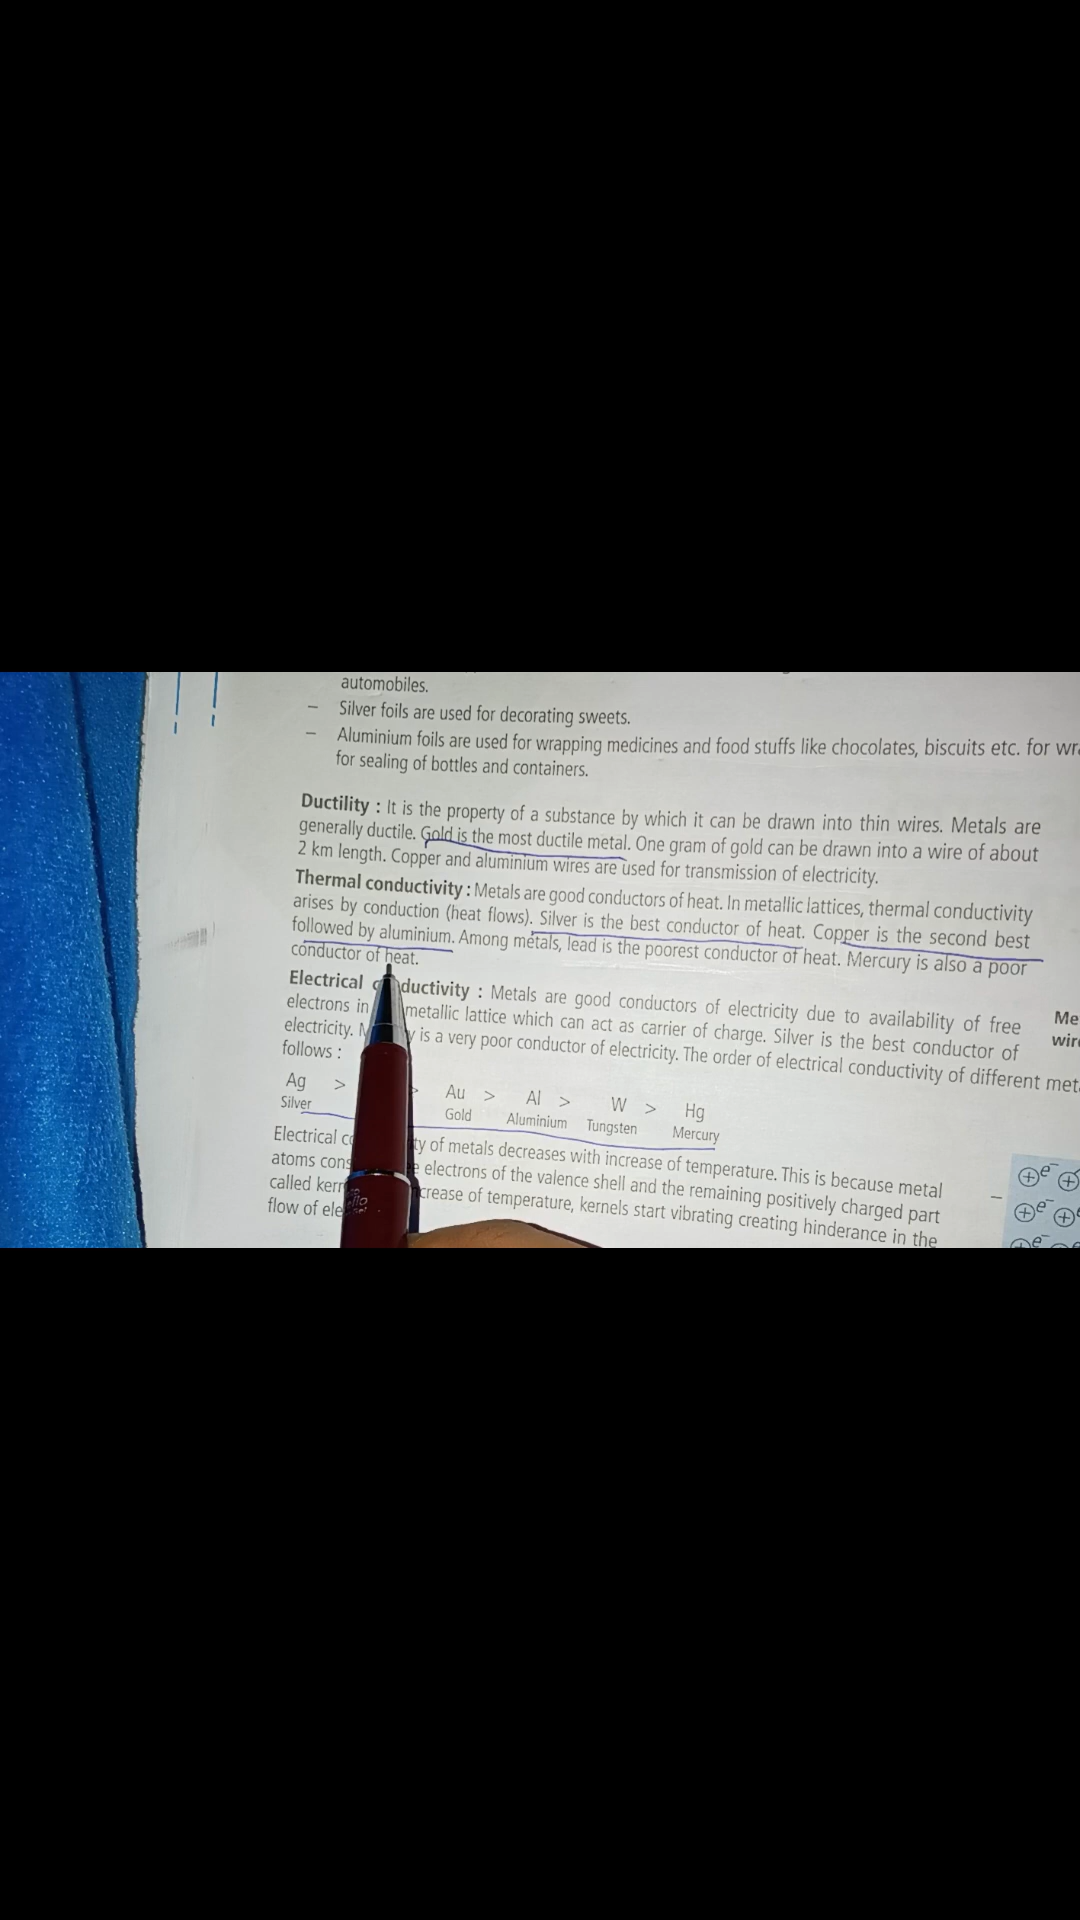 automobiles.
– Silver foils are used for decorating sweets.
– Aluminium foils are used for wrapping medicines and food stuffs like chocolates, biscuits etc. for
for sealing of bottles and containers.
Ductility : It is the property of a substance by which it can be drawn into thin wires. Metals are
generally ductile. Gold is the most ductile metal. One gram of gold can be drawn into a wire of about
2 km length. Copper and aluminium wires are used for transmission of electricity.
Thermal conductivity : Metals are good conductors of heat. In metallic lattices, thermal conductivity
arises by conduction (heat flows). Silver is the best conductor of heat. Copper is the second best
followed by aluminium. Among metals, lead is the poorest conductor of heat. Mercury is also a poor
conductor of heat.
Electrical ductivity : Metals are good conductors of electricity due to availability of free
electrons in metallic lattice which can act as carrier of charge. Silver is the best conductor of
electricity. is a very poor conductor of electricity. The order of electrical conductivity of different
follows :
Me
Ag > > Au > Al > W > Hg
Silver Gold Aluminium Tungsten Mercury
Electrical ty of metals decreases with increase of temperature. This is because metal
atoms electrons of the valence shell and the remaining positively charged part
called crease of temperature, kernels start vibrating creating hinderance in the
flow of
– ⊕ e⁻ ⊕
⊕ e⁻ ⊕
e⁻